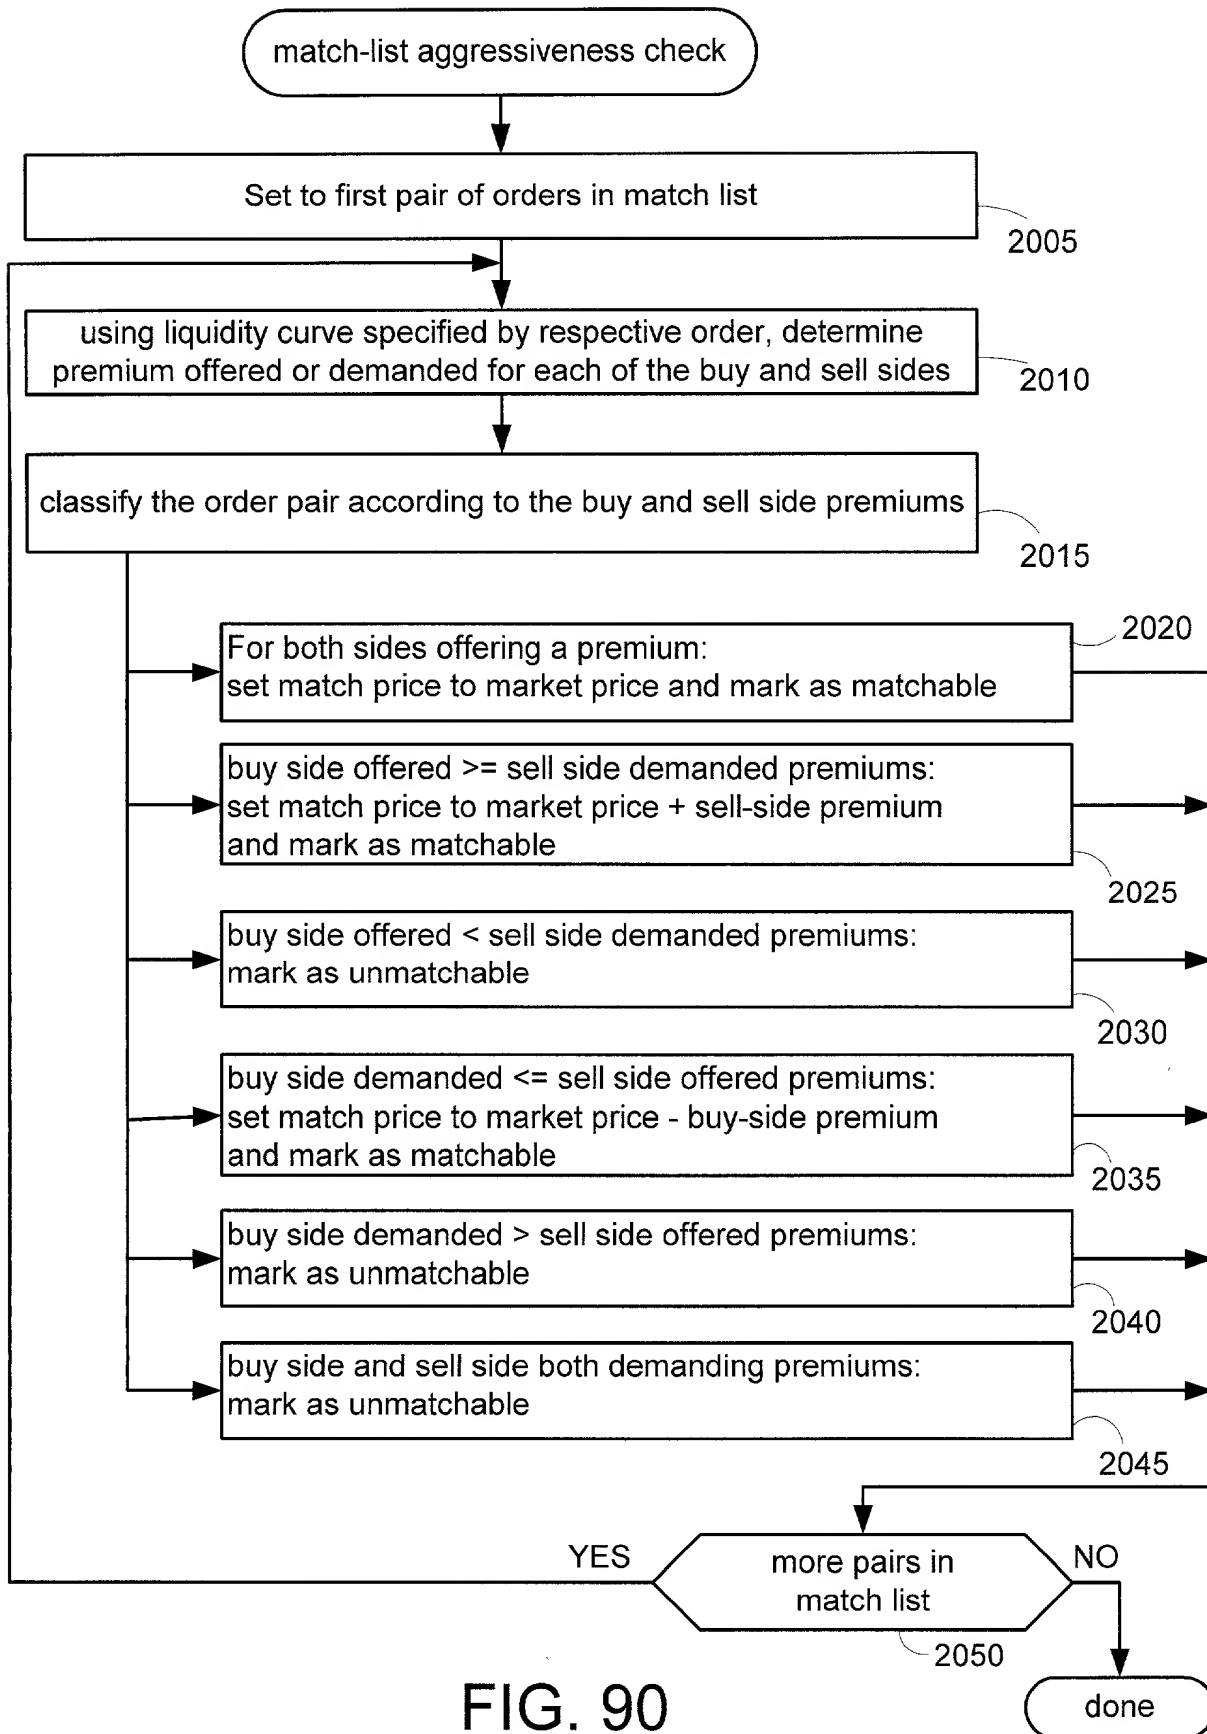 match-list aggressiveness check
Set to first pair of orders in match list
2005
using liquidity curve specified by respective order, determine
premium offered or demanded for each of the buy and sell sides
2010
classify the order pair according to the buy and sell side premiums
2015
2020
For both sides offering a premium:
set match price to market price and mark as matchable
buy side offered >= sell side demanded premiums:
set match price to market price + sell-side premium
and mark as matchable
2025
buy side offered < sell side demanded premiums:
mark as unmatchable
2030
buy side demanded <= sell side offered premiums:
set match price to market price - buy-side premium
and mark as matchable
2035
buy side demanded > sell side offered premiums:
mark as unmatchable
2040
buy side and sell side both demanding premiums:
mark as unmatchable
2045
YES
more pairs in
match list
NO
2050
done
FIG. 90